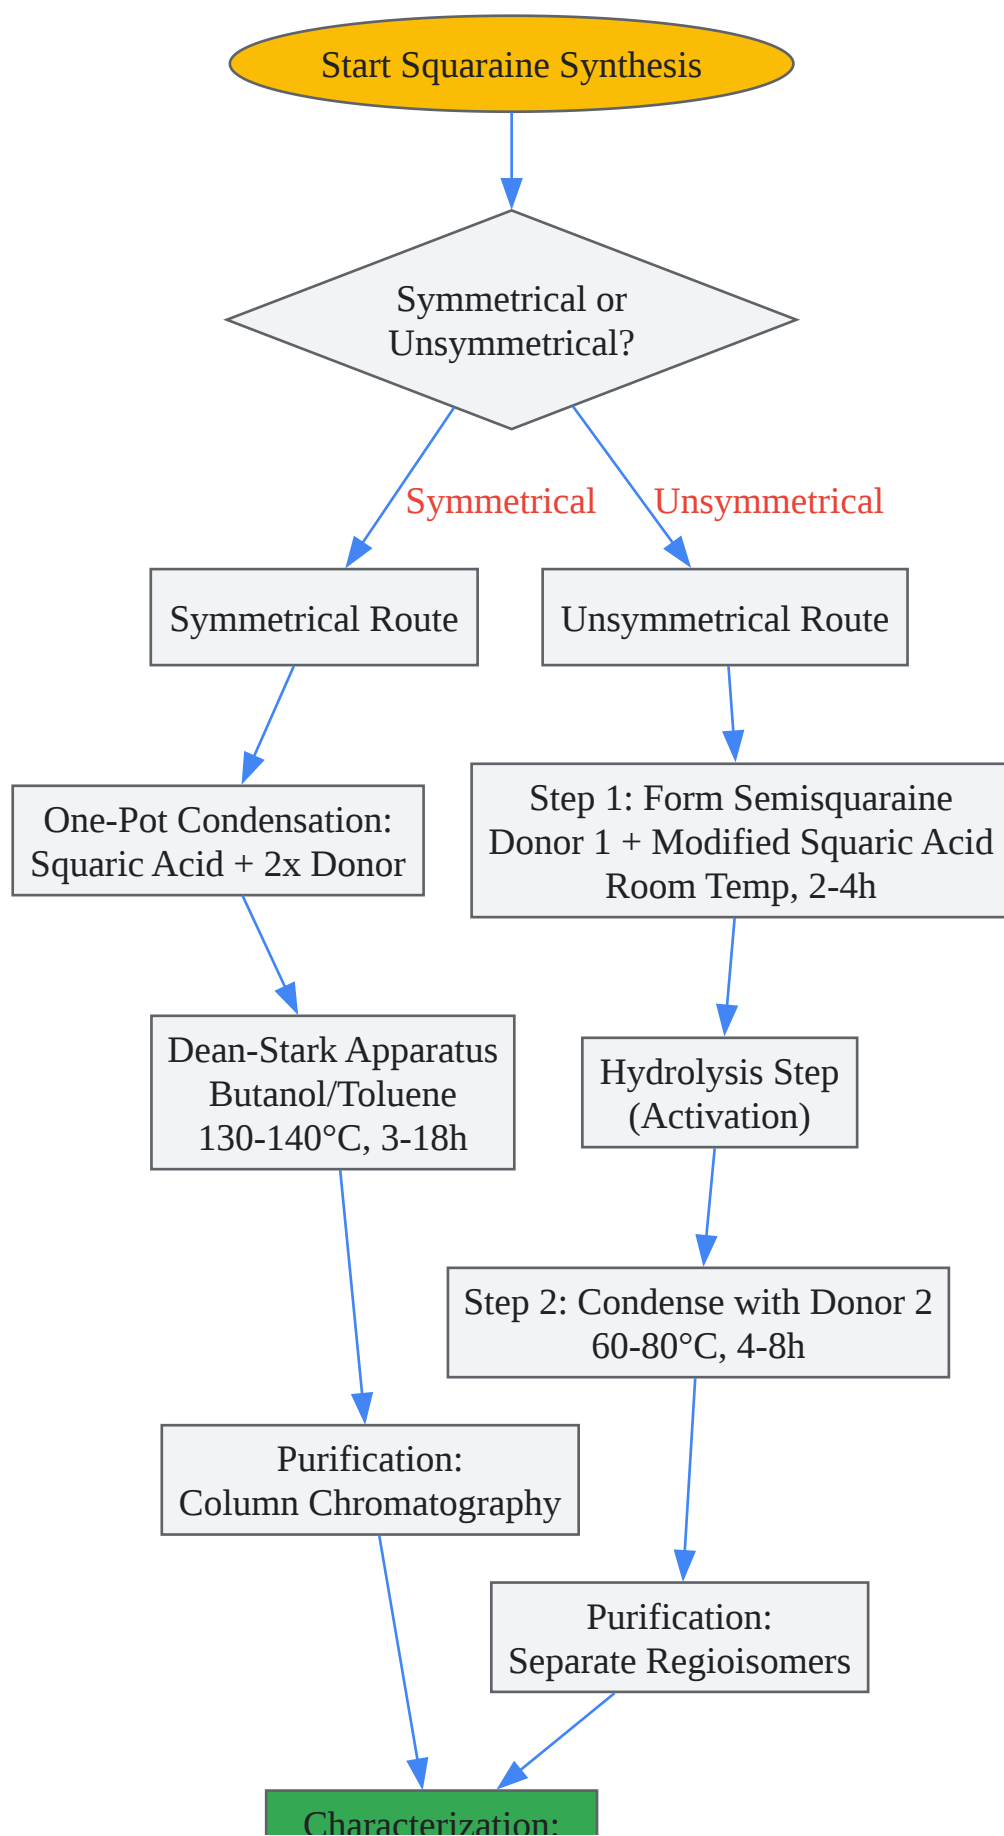 Start Squaraine Synthesis
Symmetrical or
Unsymmetrical?
Symmetrical
Unsymmetrical
Symmetrical Route
Unsymmetrical Route
One-Pot Condensation:
Squaric Acid + 2x Donor
Step 1: Form Semisquaraine
Donor 1 + Modified Squaric Acid
Room Temp, 2-4h
Dean-Stark Apparatus
Butanol/Toluene
130-140°C, 3-18h
Hydrolysis Step
(Activation)
Step 2: Condense with Donor 2
60-80°C, 4-8h
Purification:
Column Chromatography
Purification:
Separate Regioisomers
Characterization: